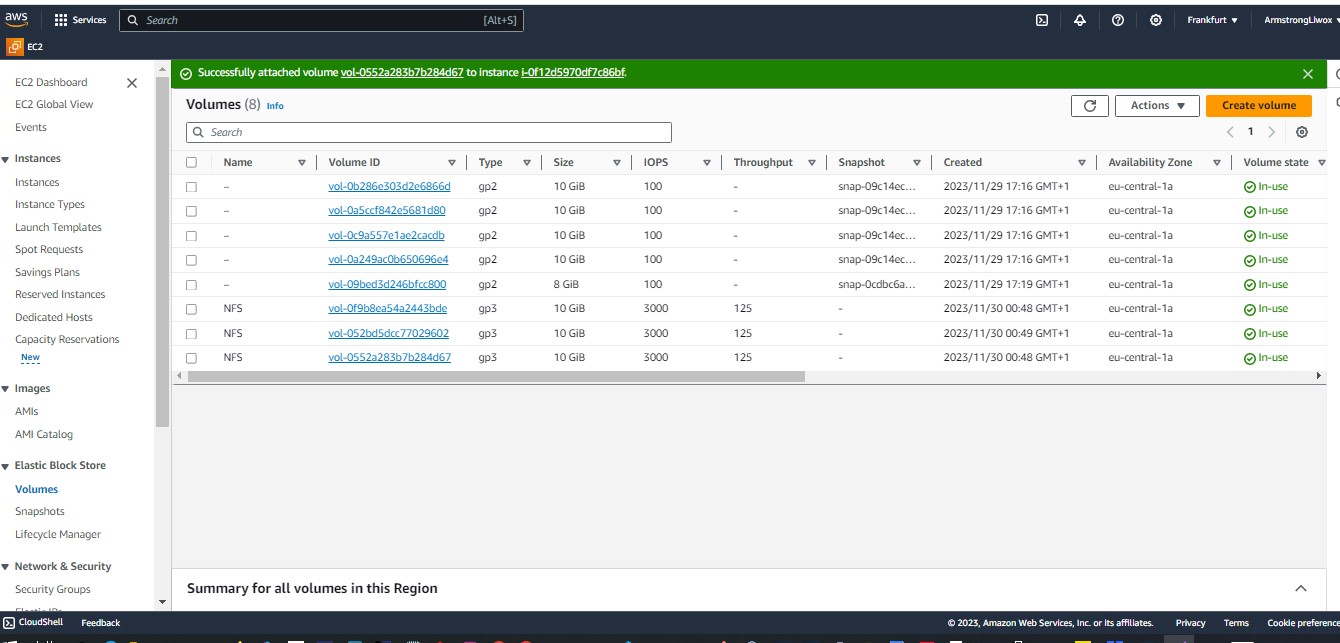 aws Services Search [Alt+S] Frankfurt ▼ ArmstrongLiwox
EC2
Successfully attached volume vol-0552a283b7b284d67 to instance i-0f12d5970df7c86bf.
EC2 Dashboard
EC2 Global View
Events
Instances
Instances
Instance Types
Launch Templates
Spot Requests
Savings Plans
Reserved Instances
Dedicated Hosts
Capacity Reservations
New
Images
AMIs
AMI Catalog
Elastic Block Store
Volumes
Snapshots
Lifecycle Manager
Network & Security
Security Groups
Volumes (8) Info
Actions ▼ Create volume
Search
1
Name Volume ID Type Size IOPS Throughput Snapshot Created Availability Zone Volume state
– vol-0b286e303d2e6866d gp2 10 GiB 100 - snap-09c14ec... 2023/11/29 17:16 GMT+1 eu-central-1a In-use
– vol-0a5ccf842e5681d80 gp2 10 GiB 100 - snap-09c14ec... 2023/11/29 17:16 GMT+1 eu-central-1a In-use
– vol-0c9a557e1ae2cacdb gp2 10 GiB 100 - snap-09c14ec... 2023/11/29 17:16 GMT+1 eu-central-1a In-use
– vol-0a249ac0b650696e4 gp2 10 GiB 100 - snap-09c14ec... 2023/11/29 17:16 GMT+1 eu-central-1a In-use
– vol-09bed3d246bfcc800 gp2 8 GiB 100 - snap-0cdbc6a... 2023/11/29 17:19 GMT+1 eu-central-1a In-use
NFS vol-0f9b8ea54a2443bde gp3 10 GiB 3000 125 - 2023/11/30 00:48 GMT+1 eu-central-1a In-use
NFS vol-052bd5dcc77029602 gp3 10 GiB 3000 125 - 2023/11/30 00:49 GMT+1 eu-central-1a In-use
NFS vol-0552a283b7b284d67 gp3 10 GiB 3000 125 - 2023/11/30 00:48 GMT+1 eu-central-1a In-use
Summary for all volumes in this Region
CloudShell Feedback © 2023, Amazon Web Services, Inc. or its affiliates. Privacy Terms Cookie preferenc